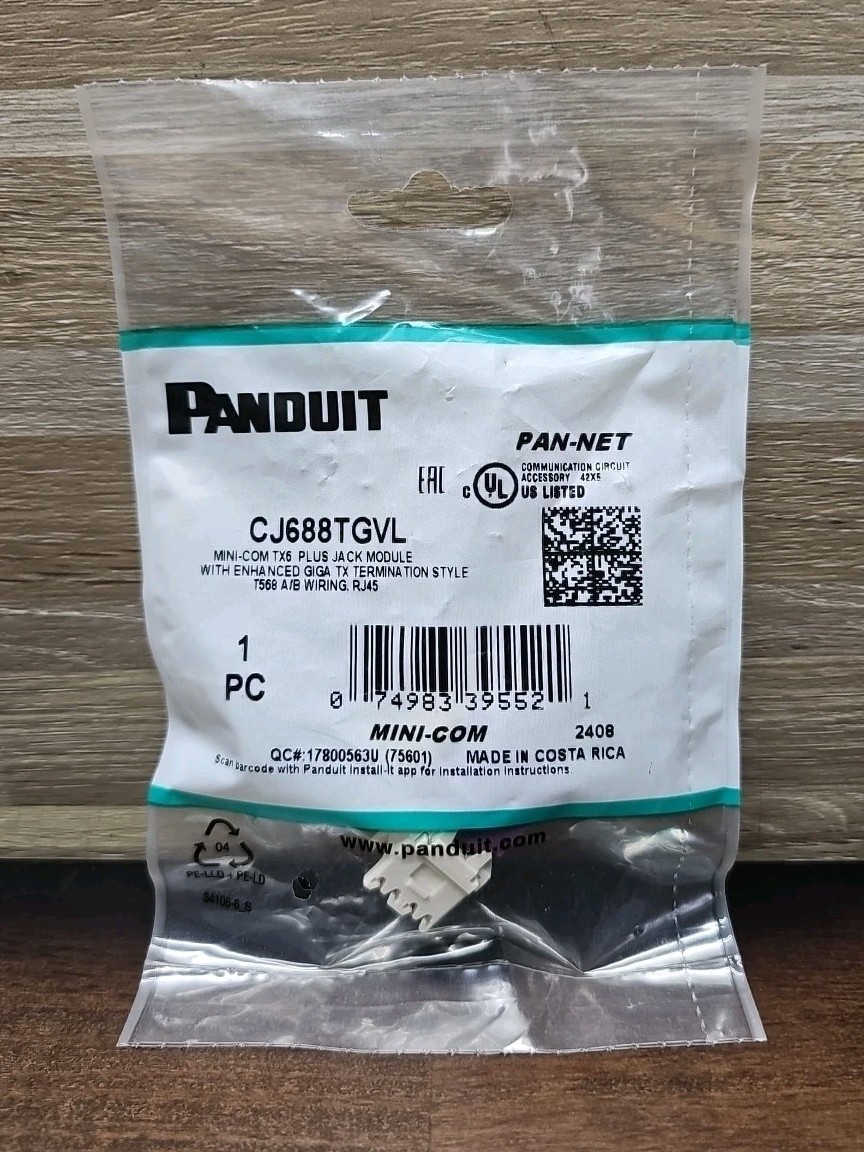 PANDUIT
PAN-NET
EAC
c UL US LISTED
COMMUNICATION CIRCUIT
ACCESSORY 42X6
CJ688TGVL
MINI-COM TX6 PLUS JACK MODULE
WITH ENHANCED GIGA TX TERMINATION STYLE
T568 A/B WIRING, RJ45
1
PC
0 74983 39552 1
MINI-COM 2408
QC#:17800563U (75601) MADE IN COSTA RICA
Scan barcode with Panduit Install-It app for Installation Instructions.
www.panduit.com
04
PE-LLD + PE-LD
34106-6_S